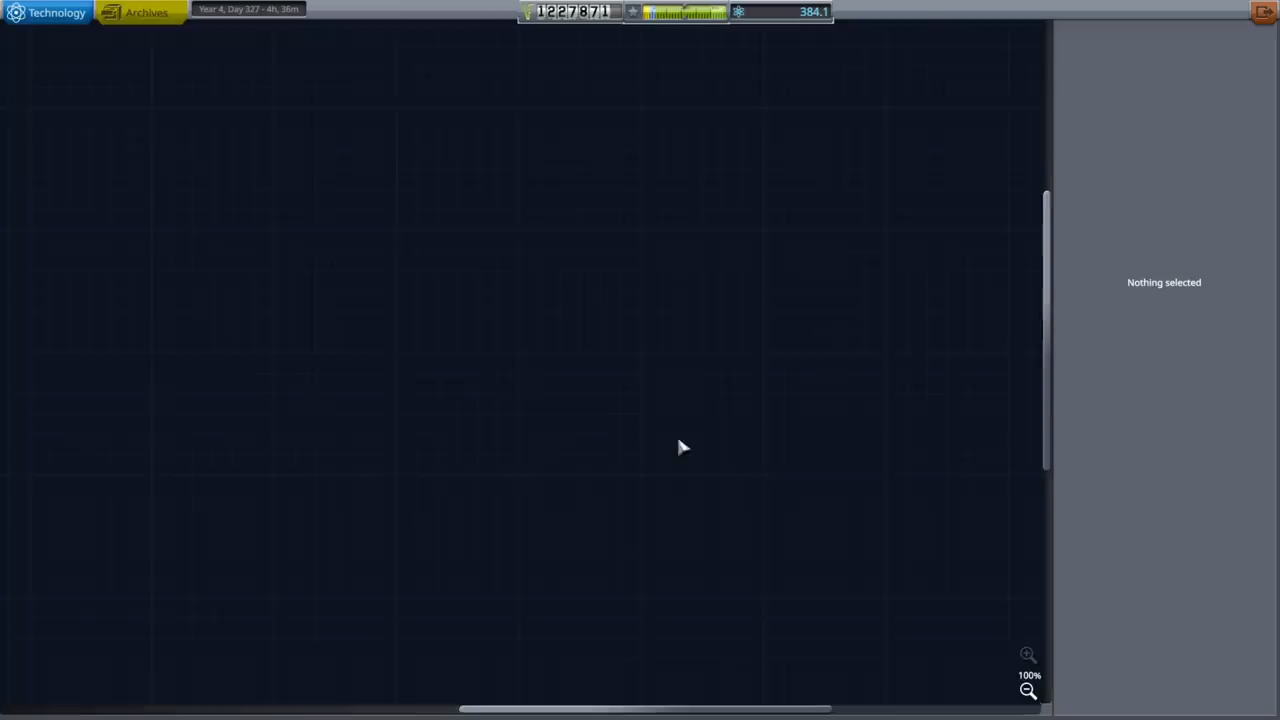 Technology
Archives
Year 4, Day 327 - 4h, 36m
1227871
384.1
Nothing selected
100%